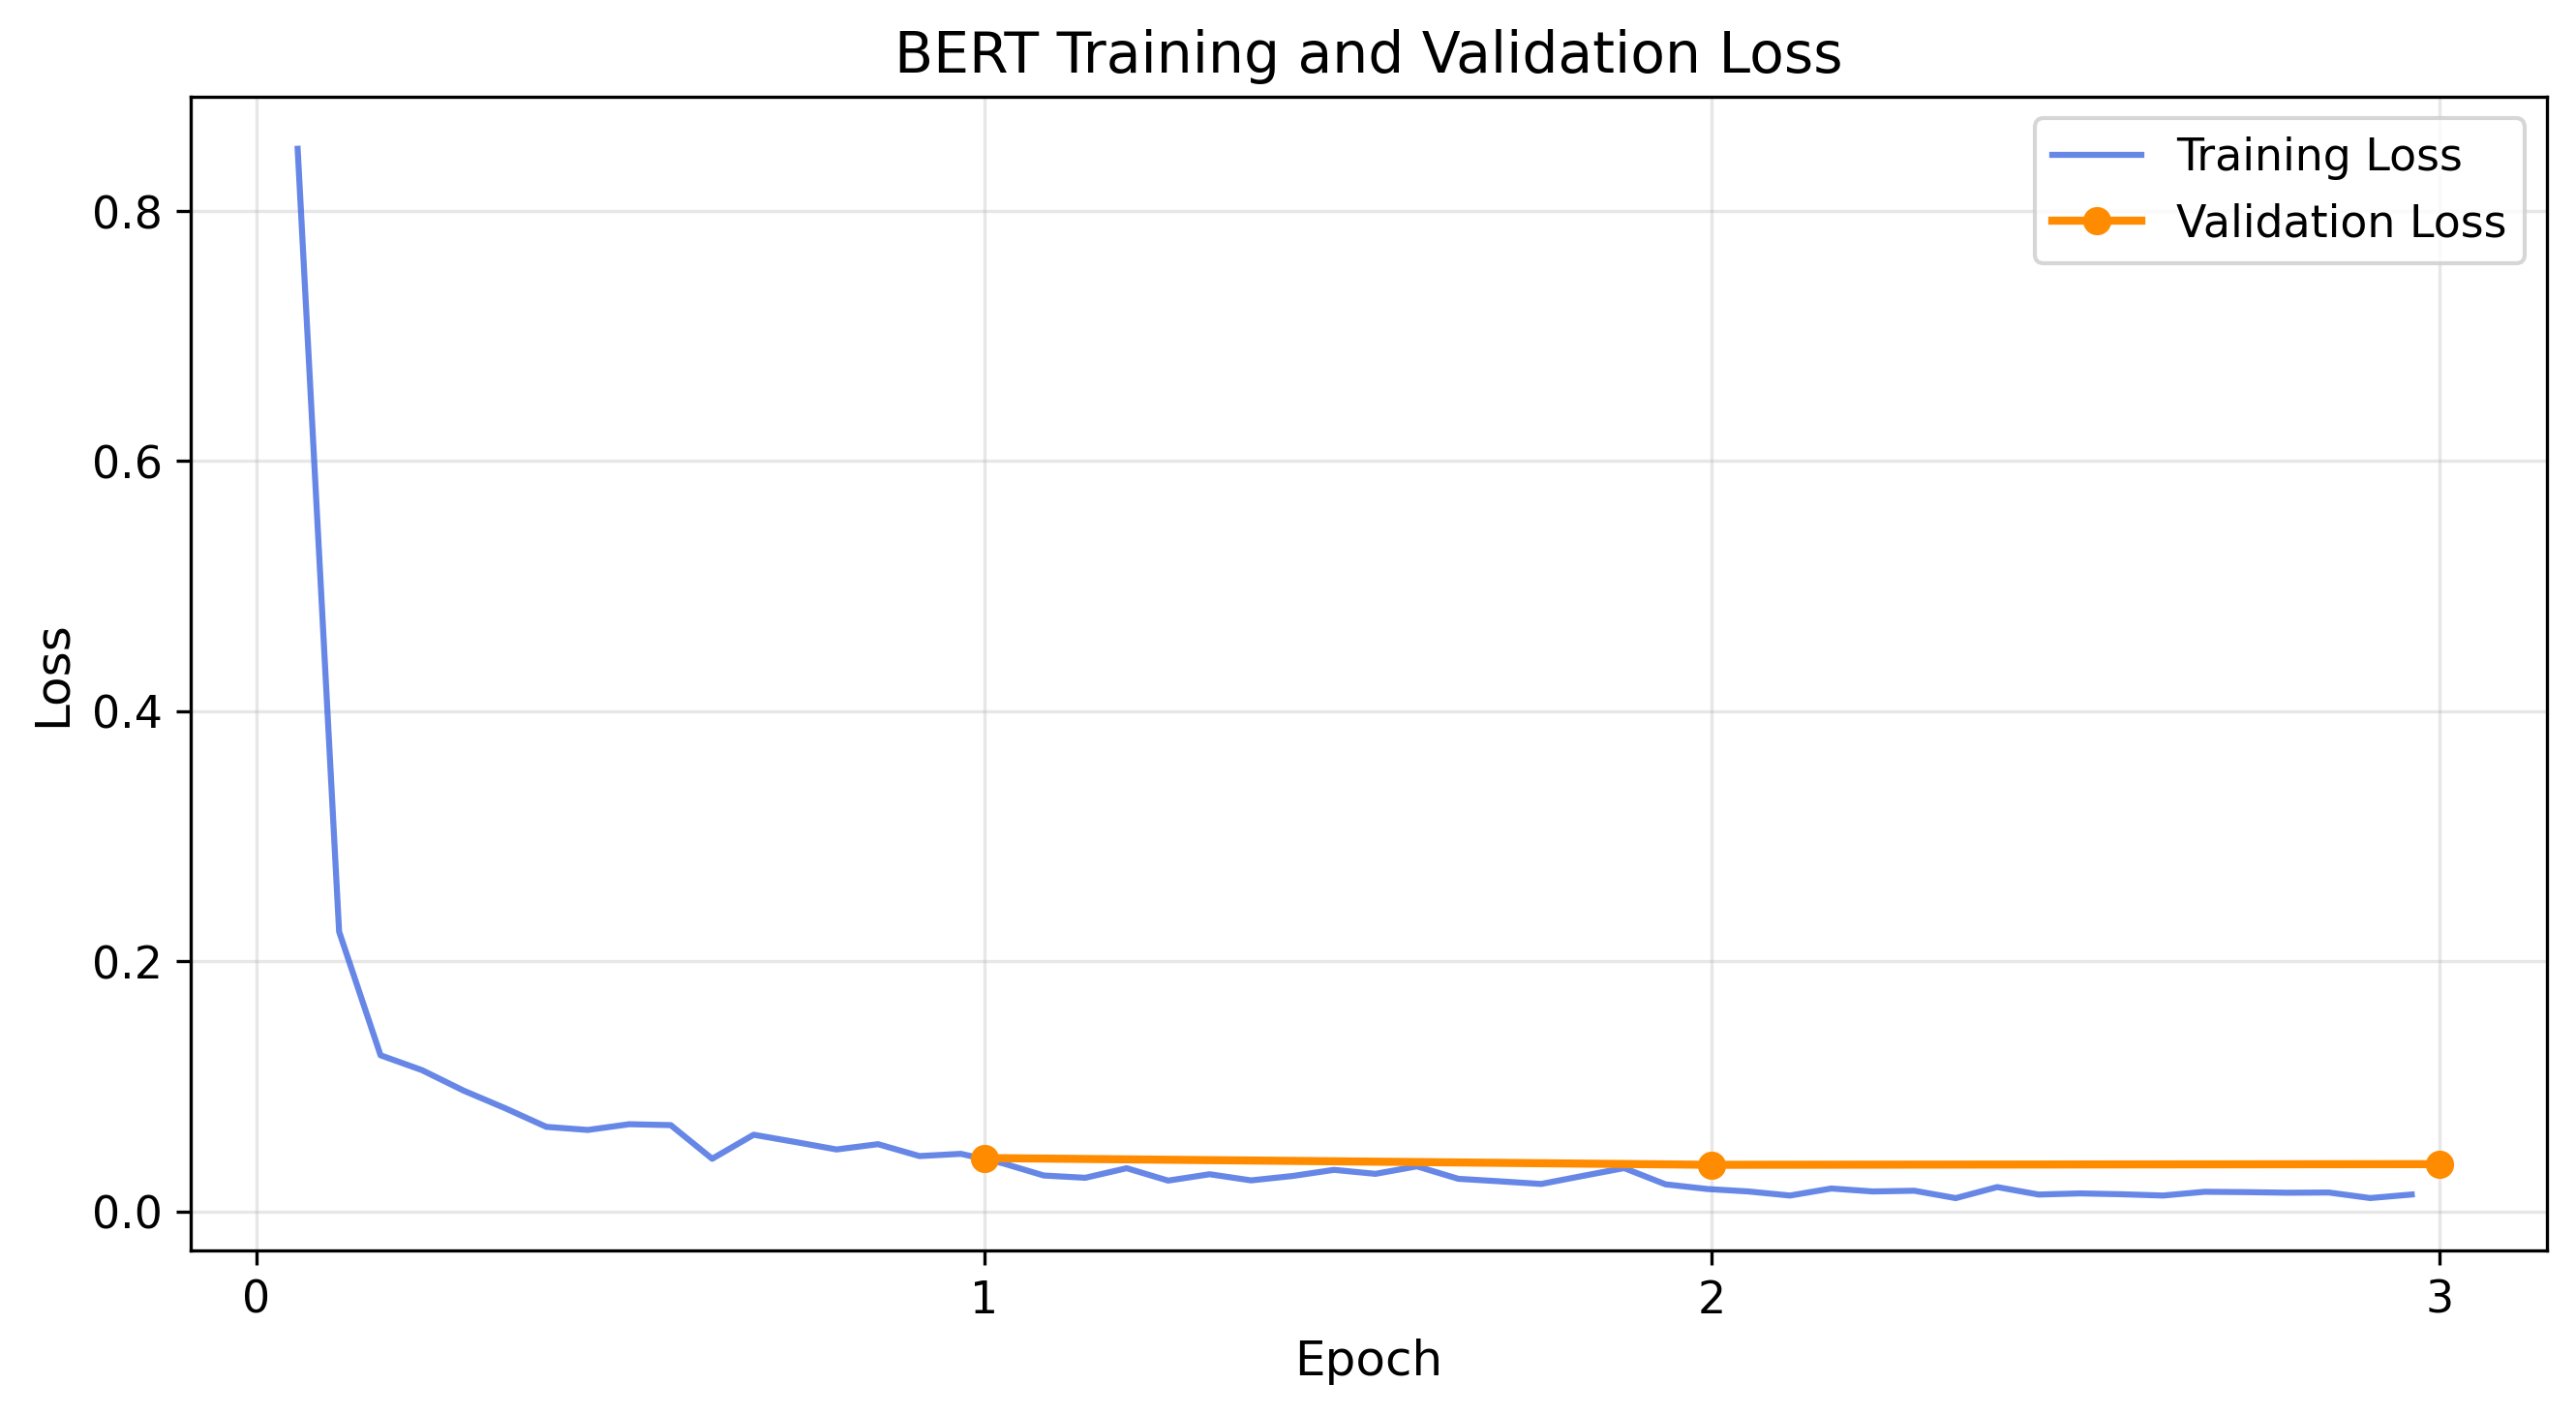 BERT Training and Validation Loss
Training Loss
Validation Loss
0.8
0.6
0.4
0.2
0.0
Loss
0 1 2 3
Epoch